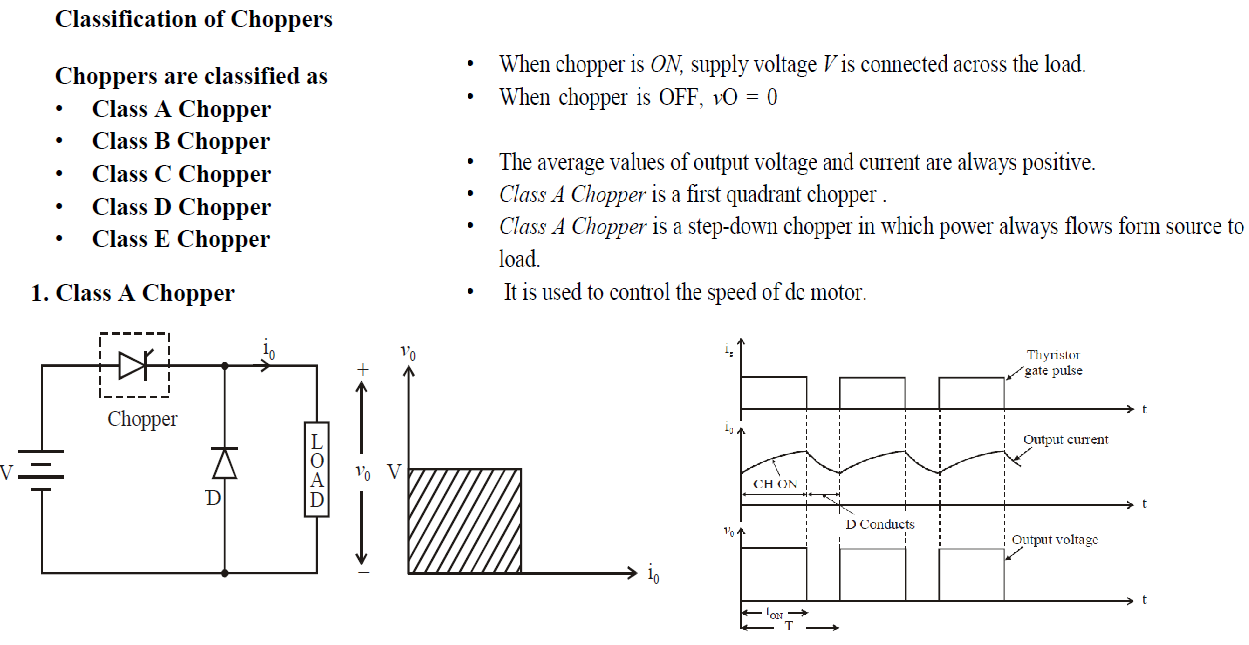 Classification of Choppers
Choppers are classified as
• Class A Chopper
• Class B Chopper
• Class C Chopper
• Class D Chopper
• Class E Chopper
1. Class A Chopper
• When chopper is ON, supply voltage V is connected across the load.
• When chopper is OFF, vO = 0
• The average values of output voltage and current are always positive.
• Class A Chopper is a first quadrant chopper .
• Class A Chopper is a step-down chopper in which power always flows form source to
load.
• It is used to control the speed of dc motor.
i0
Chopper
V
D
LOAD
+
v0
−
v0
V
i0
ig
Thyristor
gate pulse
t
i0
Output current
CH ON
t
D Conducts
v0
Output voltage
t
tON
T